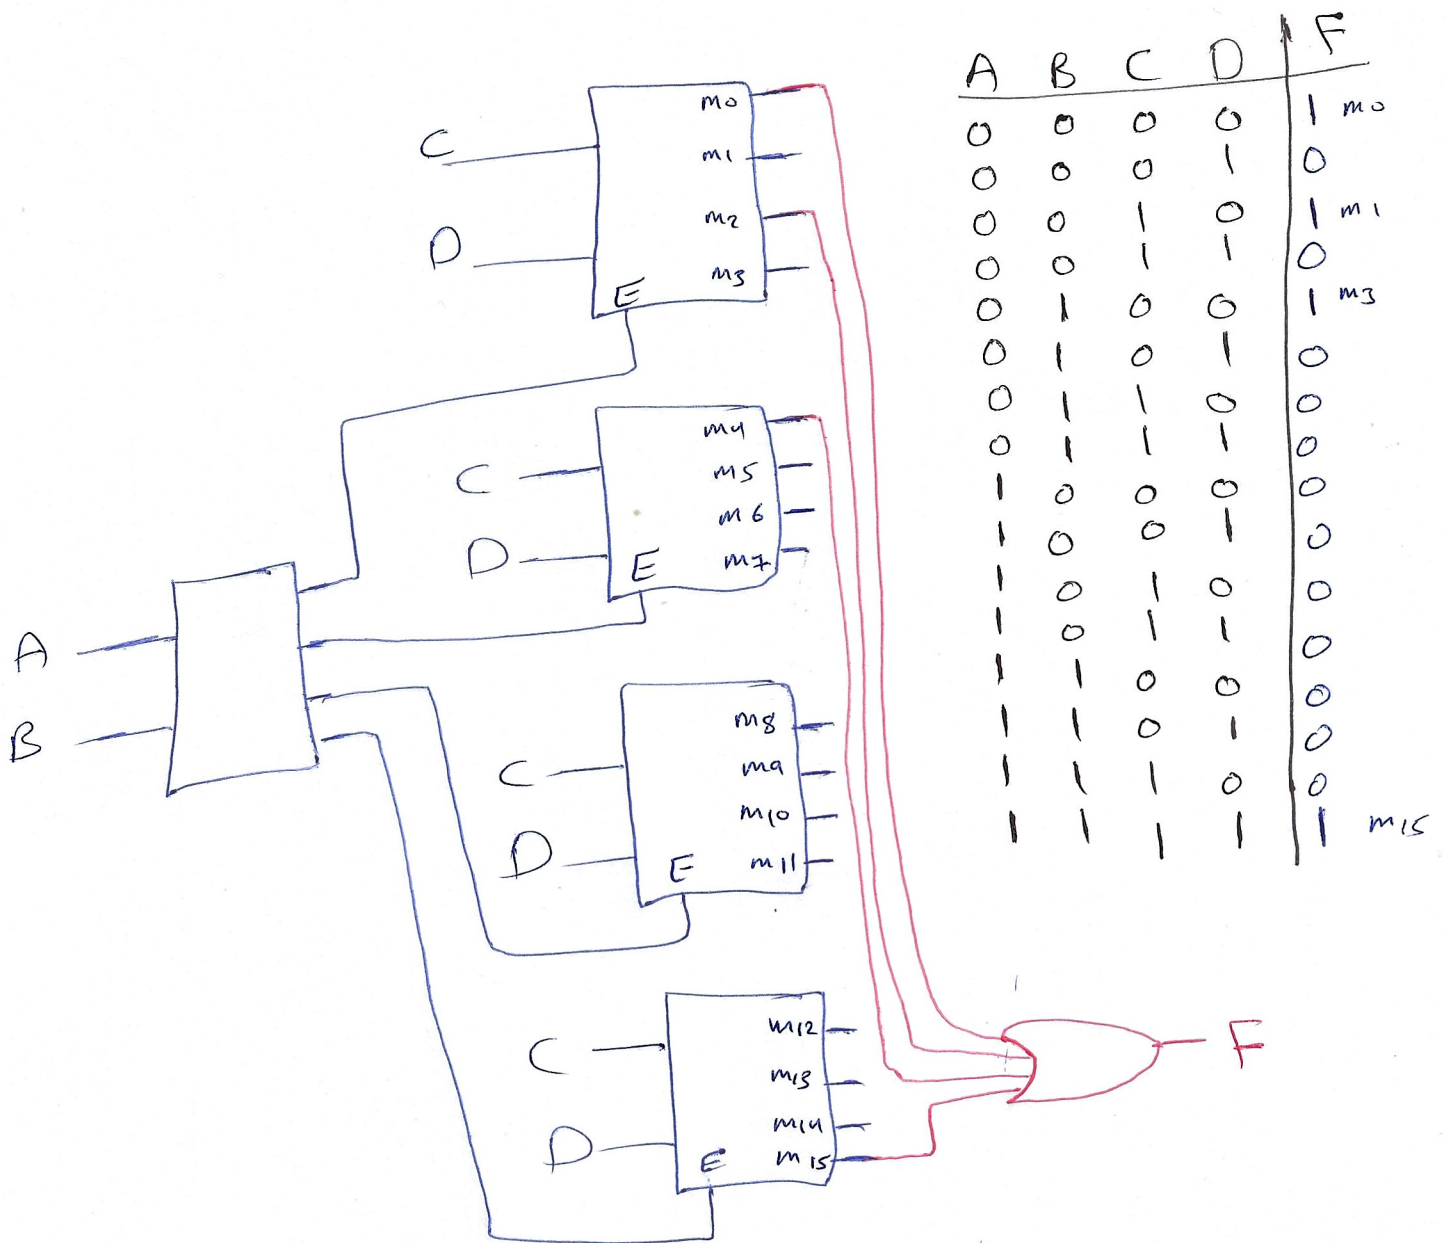 A B C D F
0 0 0 0 1 m0
0 0 0 1 0
0 0 1 0 1 m1
0 0 1 1 0
0 1 0 0 1 m3
0 1 0 1 0
0 1 1 0 0
0 1 1 1 0
1 0 0 0 0
1 0 0 1 0
1 0 1 0 0
1 0 1 1 0
1 1 0 0 0
1 1 0 1 0
1 1 1 0 0
1 1 1 1 1 m15
m0
C
m1
m2
D
m3
E
m4
C
m5
m6
D
m7
E
A
B
m8
C
m9
m10
D
m11
E
m12
C
m13
m14
D
m15
E
F